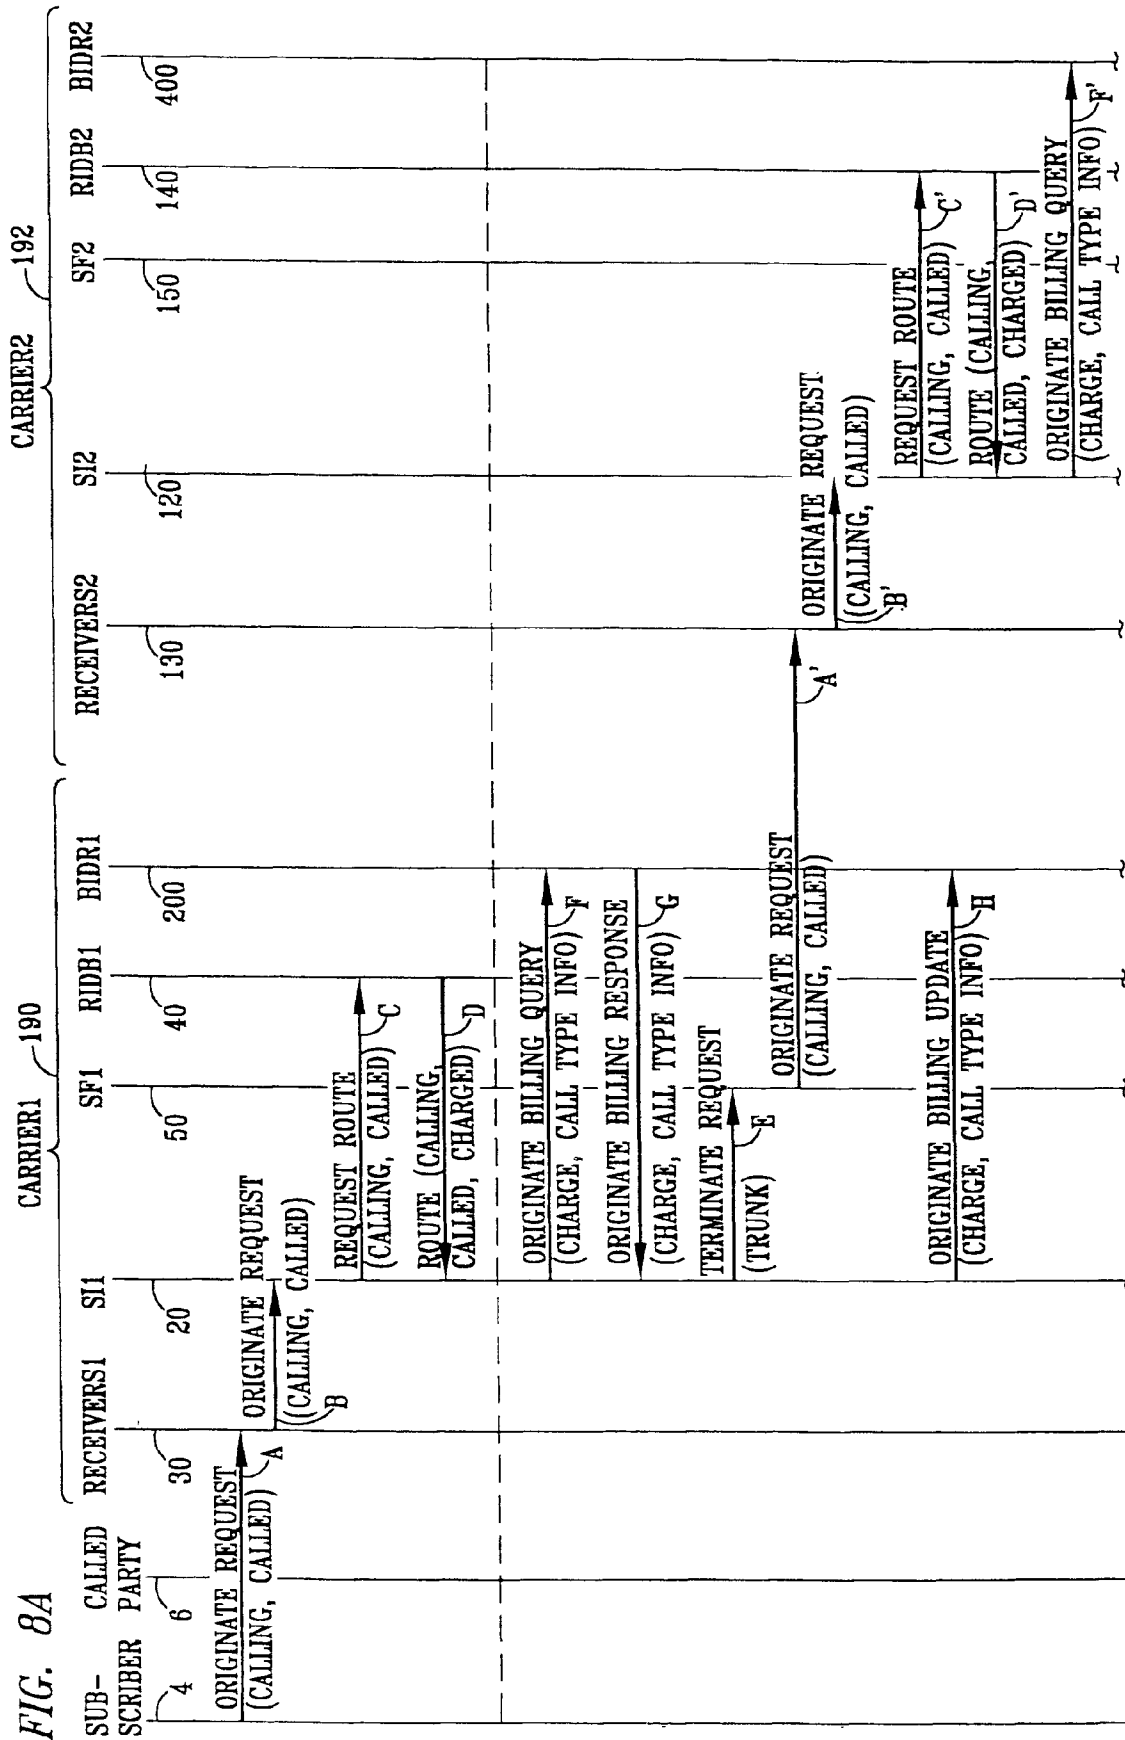 FIG. 8A
CARRIER1
190
CARRIER2
192
SUB-
SCRIBER
CALLED
PARTY
RECEIVERS1
SI1
SF1
RIDB1
BIDR1
RECEIVERS2
SI2
SF2
RIDB2
BIDR2
4
6
30
20
50
40
200
130
120
150
140
400
ORIGINATE REQUEST
(CALLING, CALLED)
A
ORIGINATE REQUEST
(CALLING, CALLED)
B
REQUEST ROUTE
(CALLING, CALLED)
C
ROUTE (CALLING,
CALLED, CHARGED)
D
ORIGINATE BILLING QUERY
(CHARGE, CALL TYPE INFO)
F
ORIGINATE BILLING RESPONSE
(CHARGE, CALL TYPE INFO)
G
TERMINATE REQUEST
(TRUNK)
E
ORIGINATE REQUEST
(CALLING, CALLED)
A'
ORIGINATE REQUEST
(CALLING, CALLED)
B'
REQUEST ROUTE
(CALLING, CALLED)
C'
ORIGINATE BILLING UPDATE
(CHARGE, CALL TYPE INFO)
H
ROUTE (CALLING,
CALLED, CHARGED)
D'
ORIGINATE BILLING QUERY
(CHARGE, CALL TYPE INFO)
F'